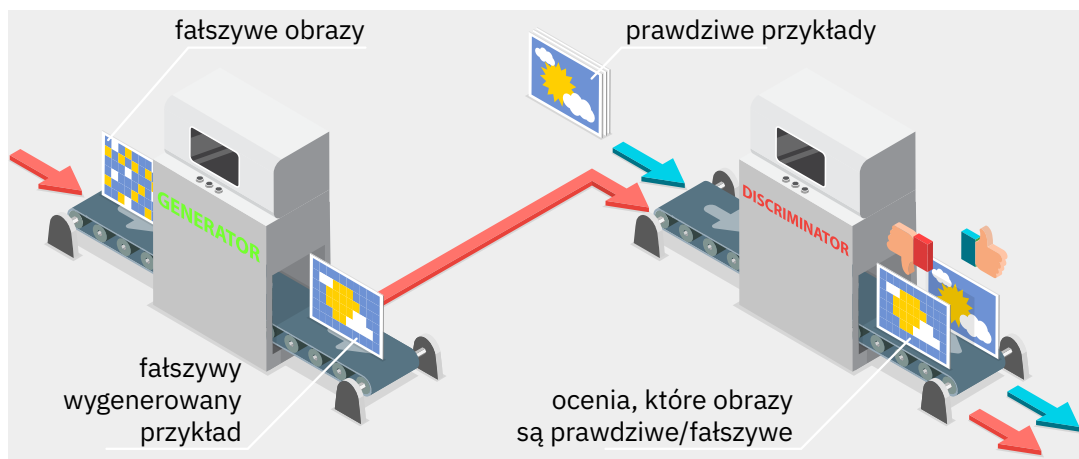 fałszywe obrazy
prawdziwe przykłady
GENERATOR
DISCRIMINATOR
fałszywy
wygenerowany
przykład
ocenia, które obrazy
są prawdziwe/fałszywe